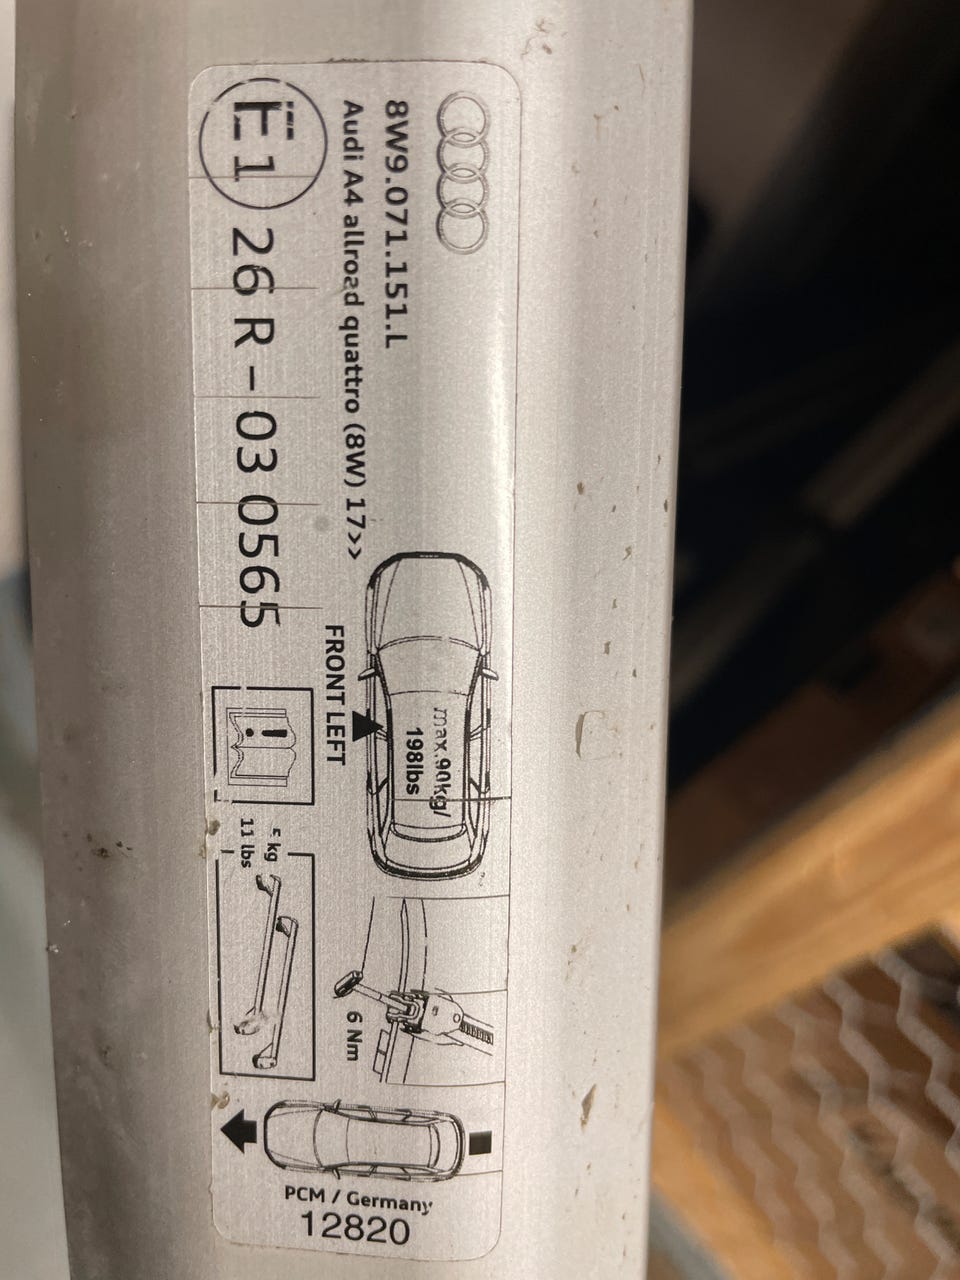 8W9.071.151.L
Audi A4 allroad quattro (8W) 17>>
E1 26 R - 03 0565
max.90kg/
198lbs
FRONT LEFT
5 kg
11 lbs
6 Nm
PCM / Germany
12820